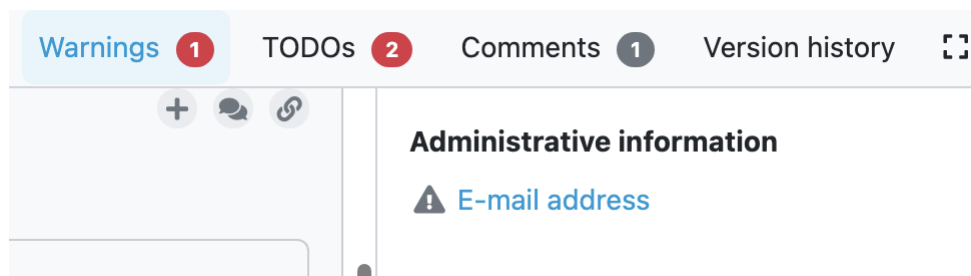 Warnings 1 TODOs 2 Comments 1 Version history
Administrative information
E-mail address